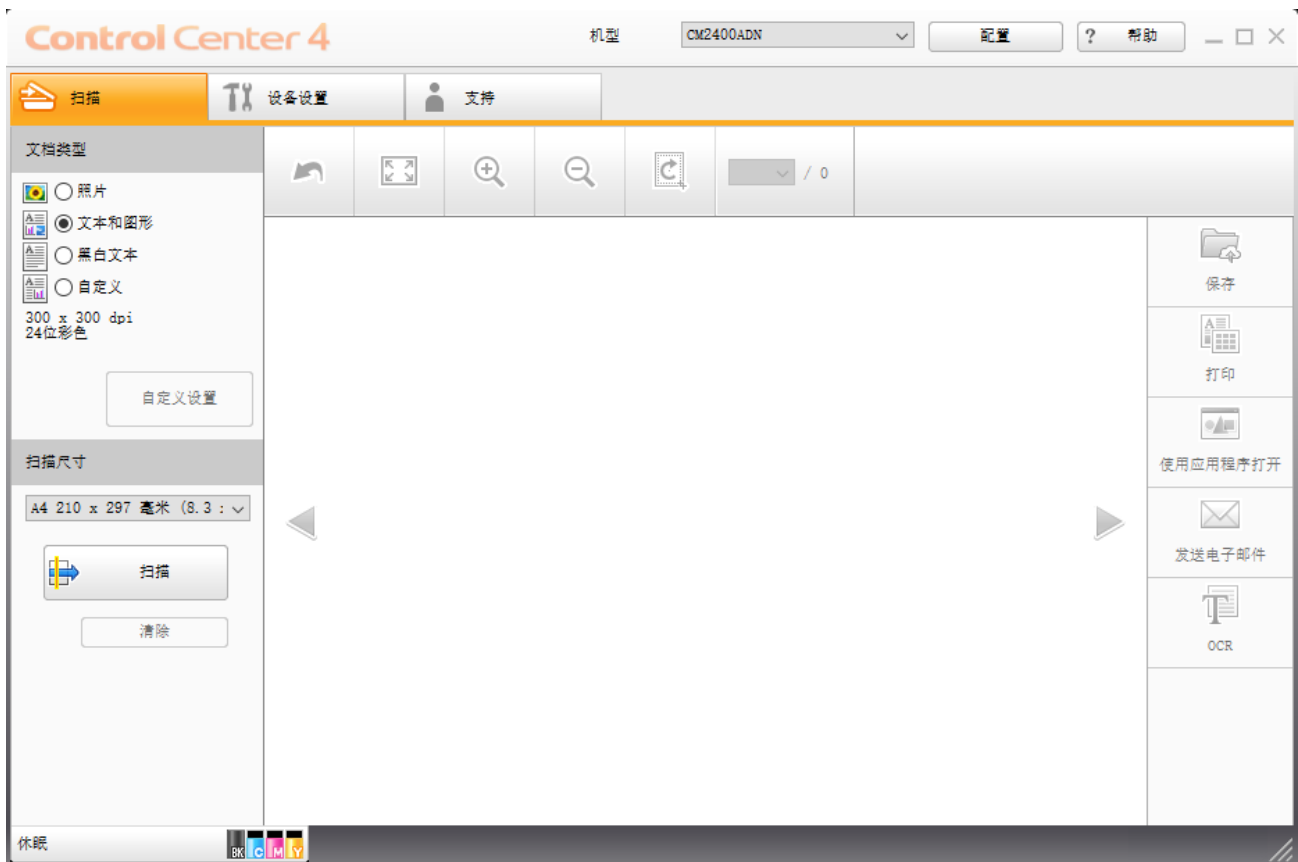 Control Center 4
机型
CM2400ADN
配置
? 帮助
扫描
设备设置
支持
文档类型
照片
文本和图形
黑白文本
自定义
300 x 300 dpi
24位彩色
自定义设置
扫描尺寸
A4 210 x 297 毫米 (8.3 :
扫描
清除
/ 0
保存
打印
使用应用程序打开
发送电子邮件
OCR
休眠
BK C M Y